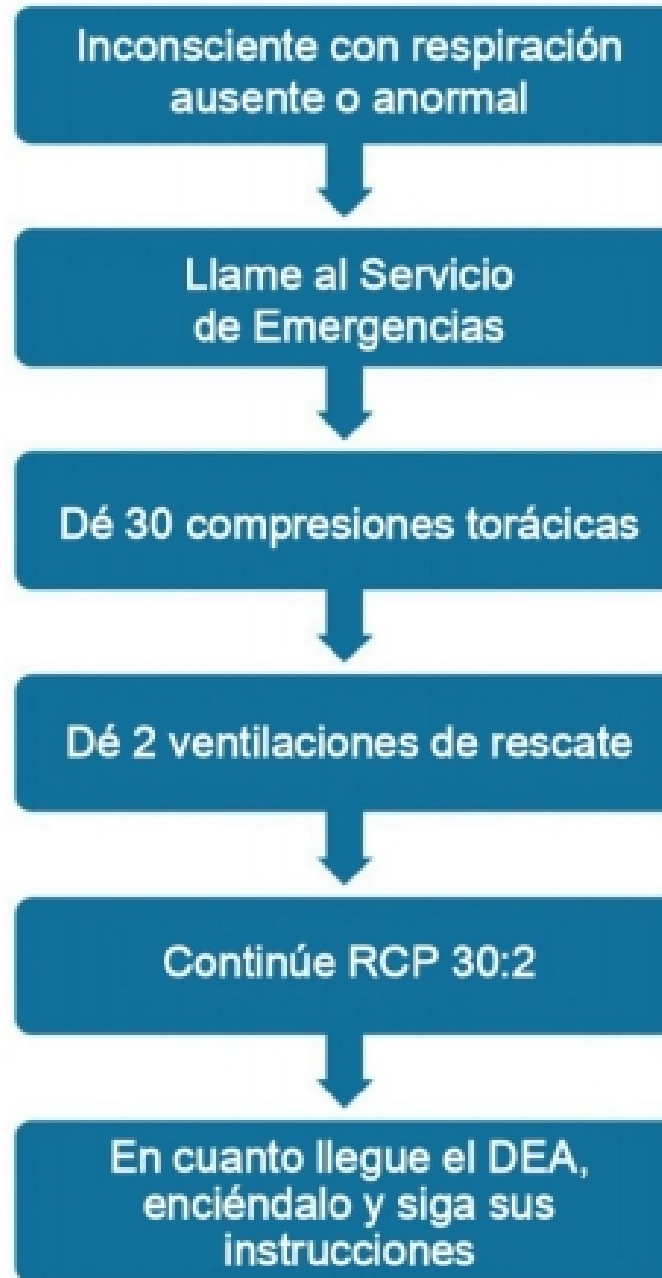 Inconsciente con respiración
ausente o anormal
Llame al Servicio
de Emergencias
Dé 30 compresiones torácicas
Dé 2 ventilaciones de rescate
Continúe RCP 30:2
En cuanto llegue el DEA,
enciéndalo y siga sus
instrucciones